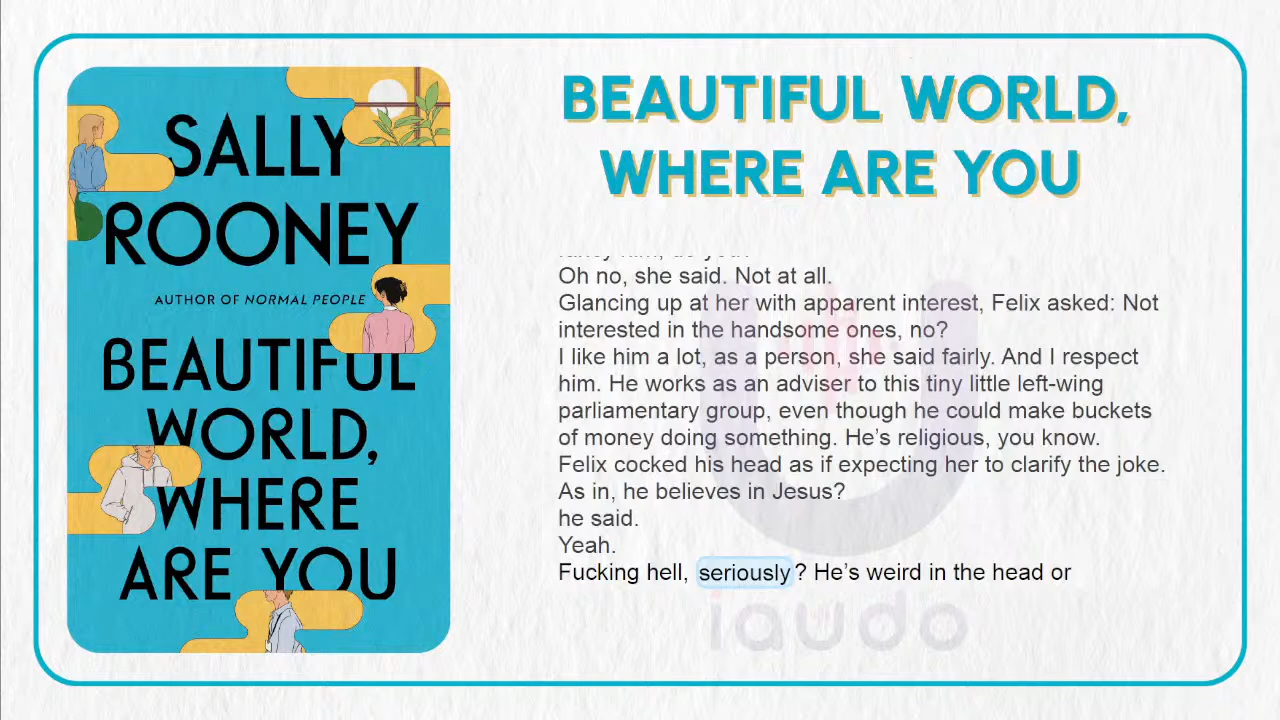 SALLY
ROONEY
AUTHOR OF NORMAL PEOPLE
BEAUTIFUL
WORLD,
WHERE
ARE YOU
BEAUTIFUL WORLD,
WHERE ARE YOU
Oh no, she said. Not at all.
Glancing up at her with apparent interest, Felix asked: Not
interested in the handsome ones, no?
I like him a lot, as a person, she said fairly. And I respect
him. He works as an adviser to this tiny little left-wing
parliamentary group, even though he could make buckets
of money doing something. He’s religious, you know.
Felix cocked his head as if expecting her to clarify the joke.
As in, he believes in Jesus?
he said.
Yeah.
Fucking hell, seriously? He’s weird in the head or
iaudo